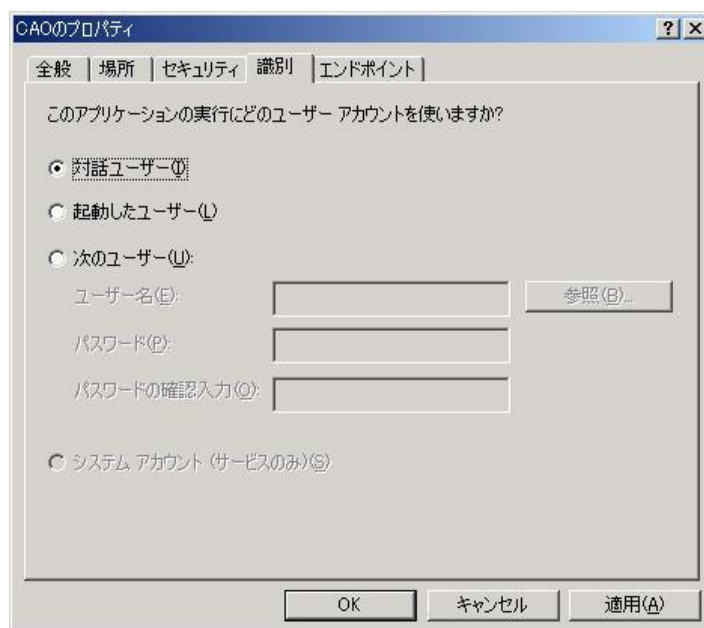 CAOのプロパティ
全般 場所 セキュリティ 識別 エンドポイント
このアプリケーションの実行にどのユーザー アカウントを使いますか?
対話ユーザー(I)
起動したユーザー(L)
次のユーザー(U):
ユーザー名(E): 参照(B)...
パスワード(P):
パスワードの確認入力(O):
システム アカウント (サービスのみ)(S)
OK キャンセル 適用(A)